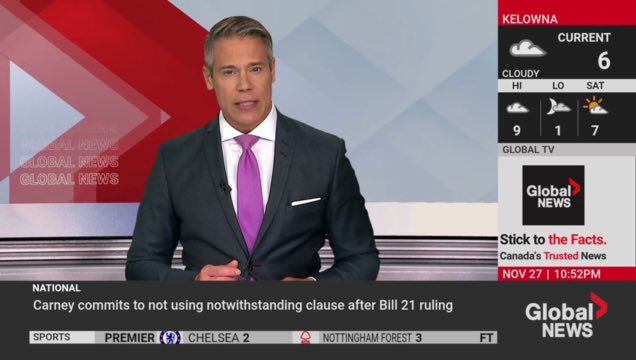 GLOBAL NEWS
GLOBAL NEWS
GLOBAL NEWS
GLOBAL NEWS
KELOWNA
CURRENT
6
CLOUDY
HI LO SAT
9 1 7
GLOBAL TV
Global
NEWS
Stick to the Facts.
Canada's Trusted News
NOV 27 | 10:52PM
NATIONAL
Carney commits to not using notwithstanding clause after Bill 21 ruling
Global
NEWS
SPORTS PREMIER CHELSEA 2 NOTTINGHAM FOREST 3 FT